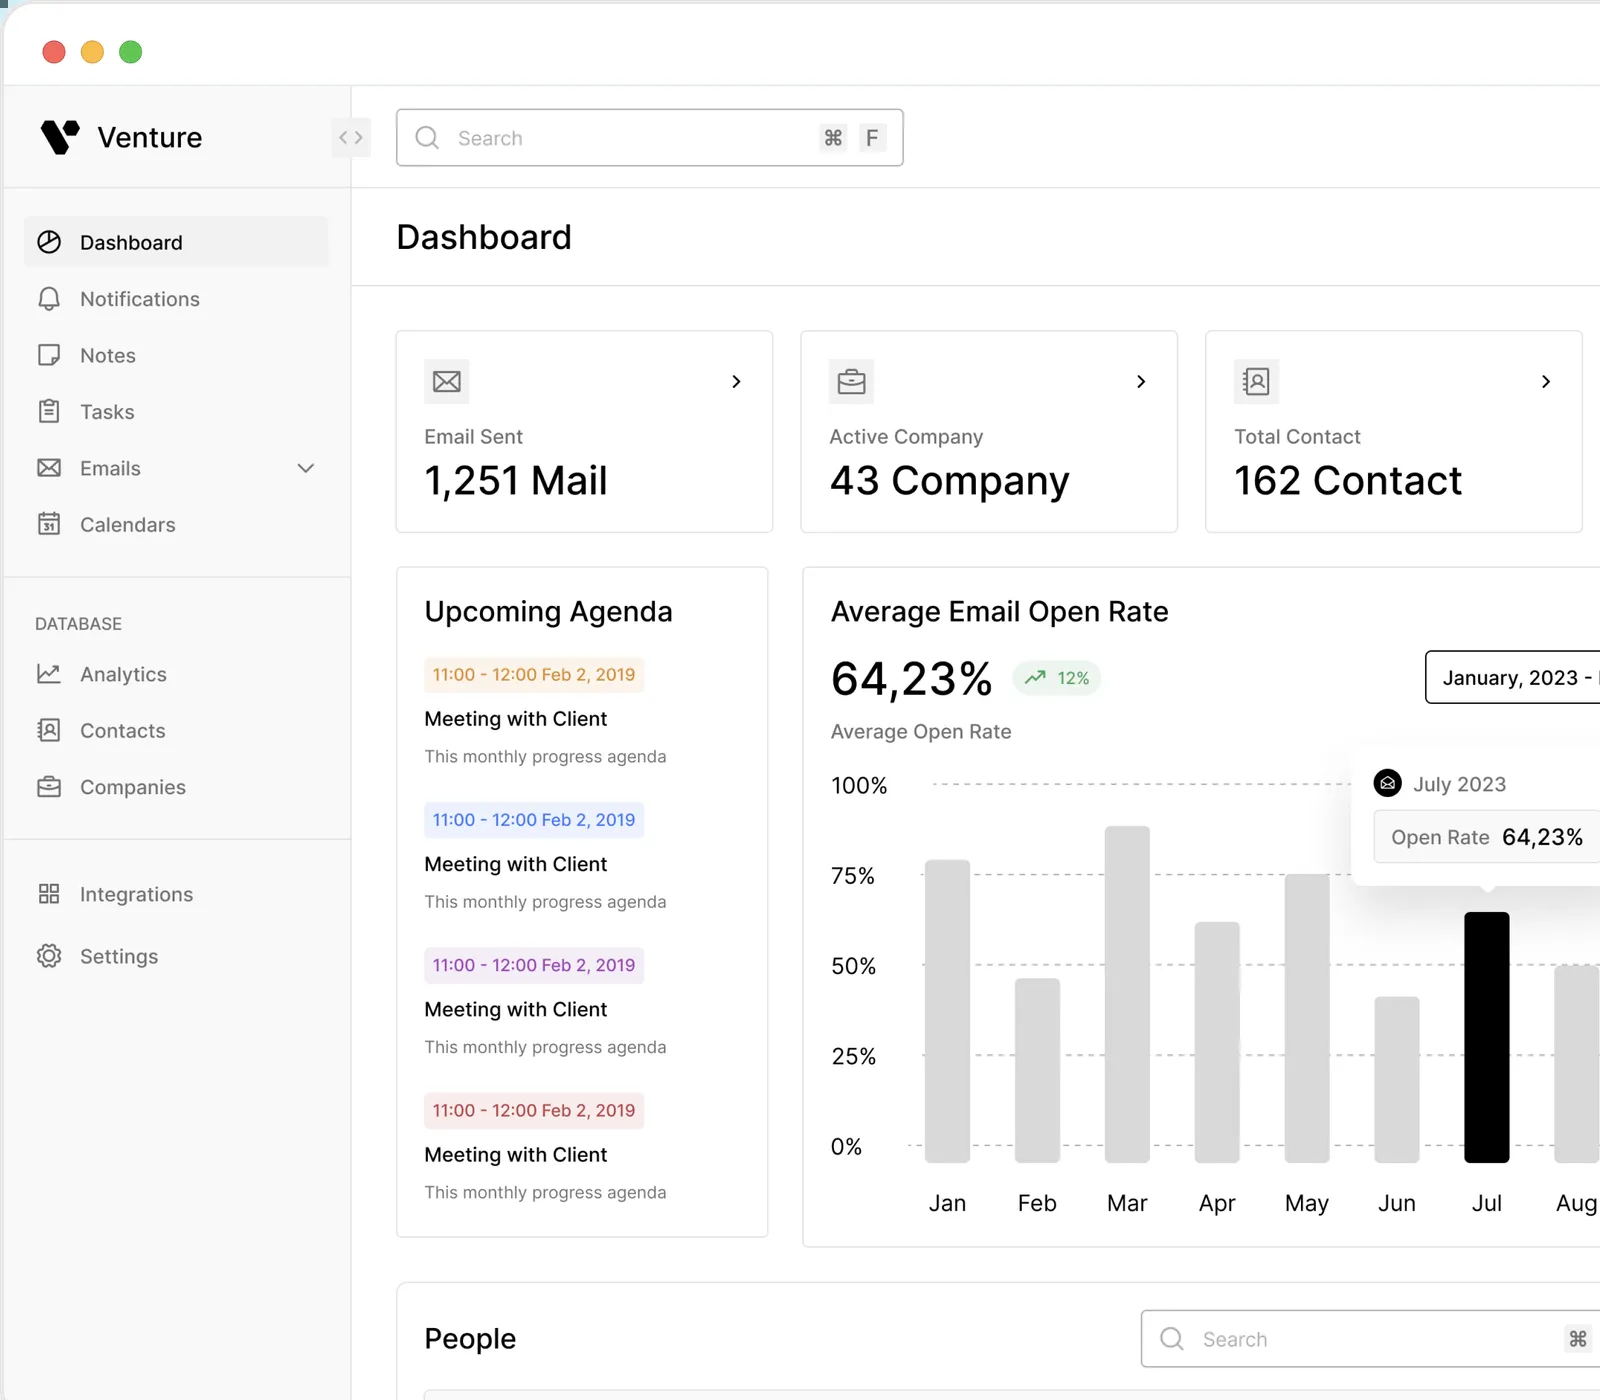 Venture
Search ⌘ F
Dashboard
Notifications
Notes
Tasks
Emails
31 Calendars
DATABASE
Analytics
Contacts
Companies
Integrations
Settings
Dashboard
Email Sent
1,251 Mail
Active Company
43 Company
Total Contact
162 Contact
Upcoming Agenda
11:00 - 12:00 Feb 2, 2019
Meeting with Client
This monthly progress agenda
11:00 - 12:00 Feb 2, 2019
Meeting with Client
This monthly progress agenda
11:00 - 12:00 Feb 2, 2019
Meeting with Client
This monthly progress agenda
11:00 - 12:00 Feb 2, 2019
Meeting with Client
This monthly progress agenda
Average Email Open Rate
64,23% 12%
Average Open Rate
January, 2023 -
July 2023
Open Rate 64,23%
100%
75%
50%
25%
0%
Jan Feb Mar Apr May Jun Jul Aug
People
Search ⌘